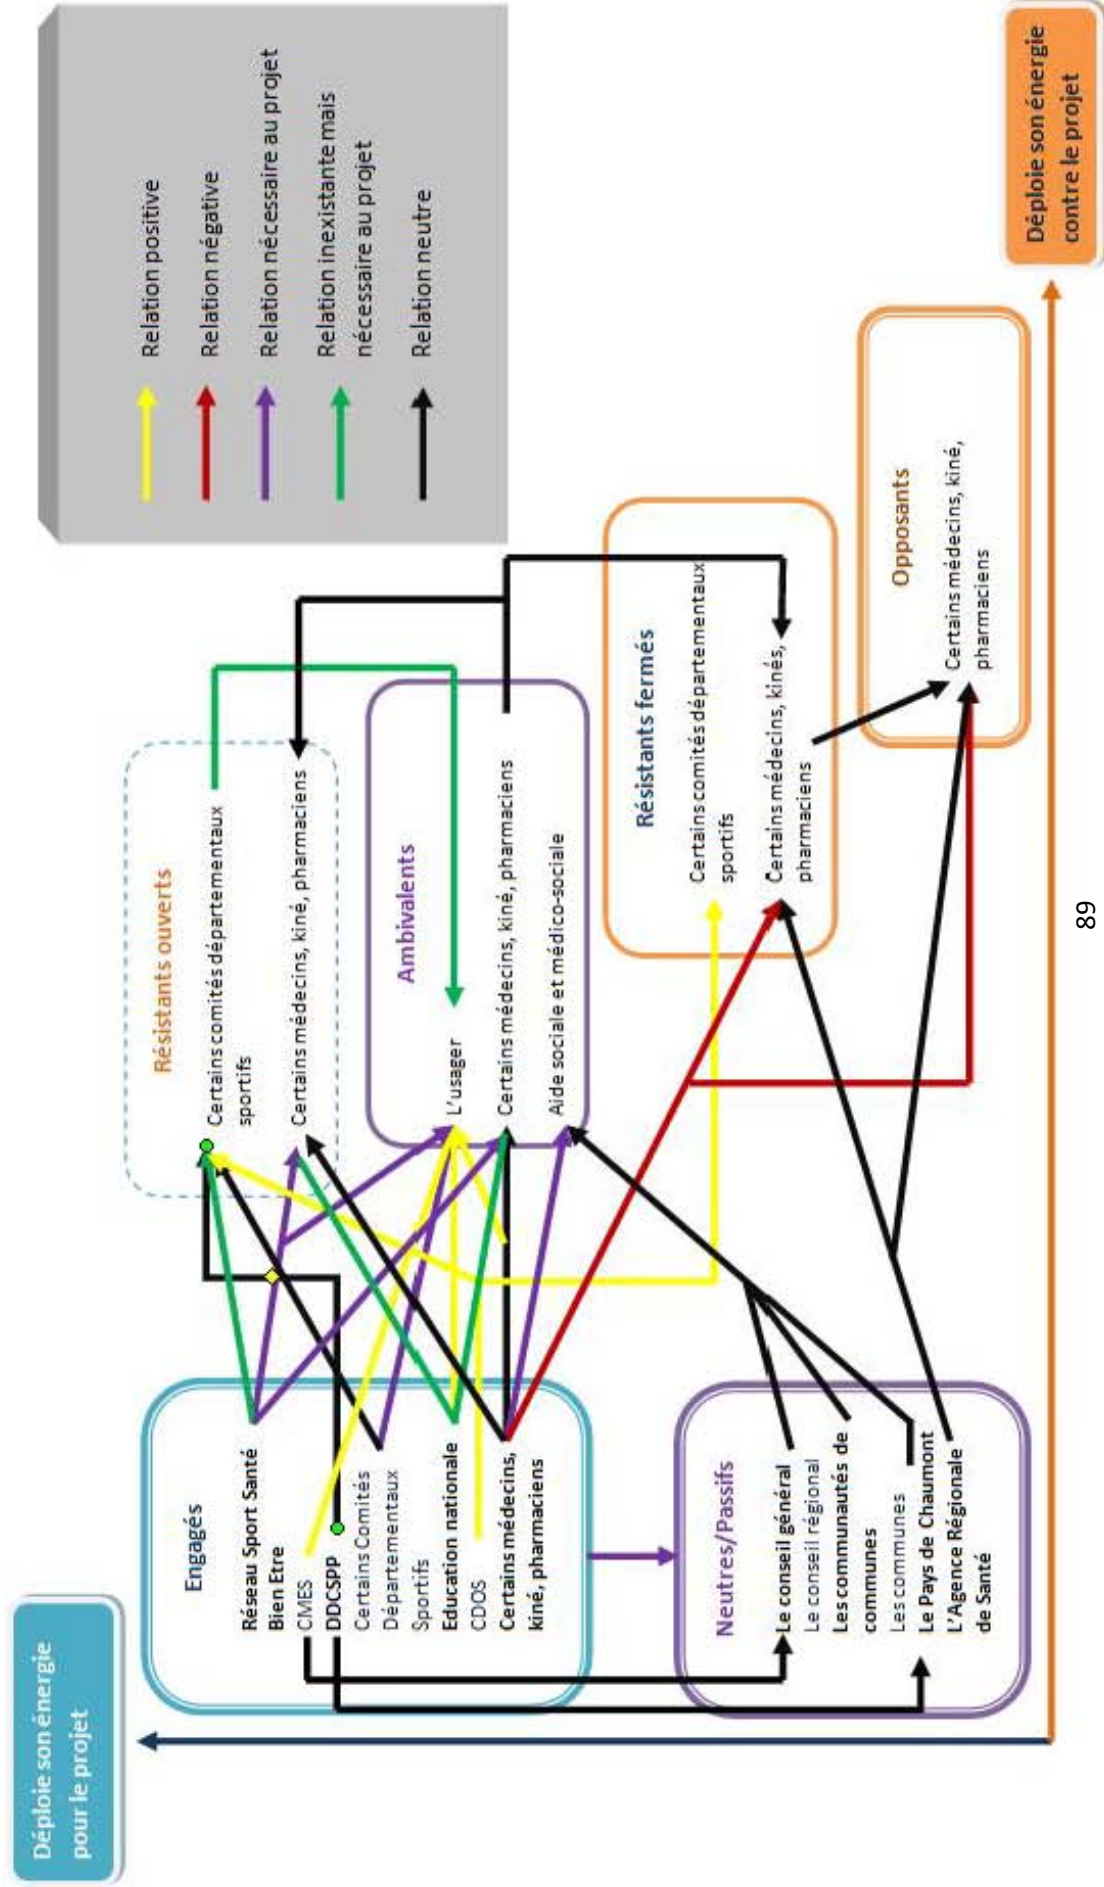 Déploie son énergie
pour le projet
Engagés
Réseau Sport Santé
Bien Etre
CMES
DDCSPP
Certains Comités
Départementaux
Sportifs
Education nationale
CDOS
Certains médecins,
kiné, pharmaciens
Neutres/Passifs
Le conseil général
Le conseil régional
Les communautés de
communes
Les communes
Le Pays de Chaumont
L'Agence Régionale
de Santé
Résistants ouverts
Certains comités départementaux
sportifs
Certains médecins, kiné, pharmaciens
Ambivalents
L'usager
Certains médecins, kiné, pharmaciens
Aide sociale et médico-sociale
Résistants fermés
Certains comités départementaux
sportifs
Certains médecins, kinés,
pharmaciens
Opposants
Certains médecins, kiné,
pharmaciens
Relation positive
Relation négative
Relation nécessaire au projet
Relation inexistante mais
nécessaire au projet
Relation neutre
Déploie son énergie
contre le projet
89